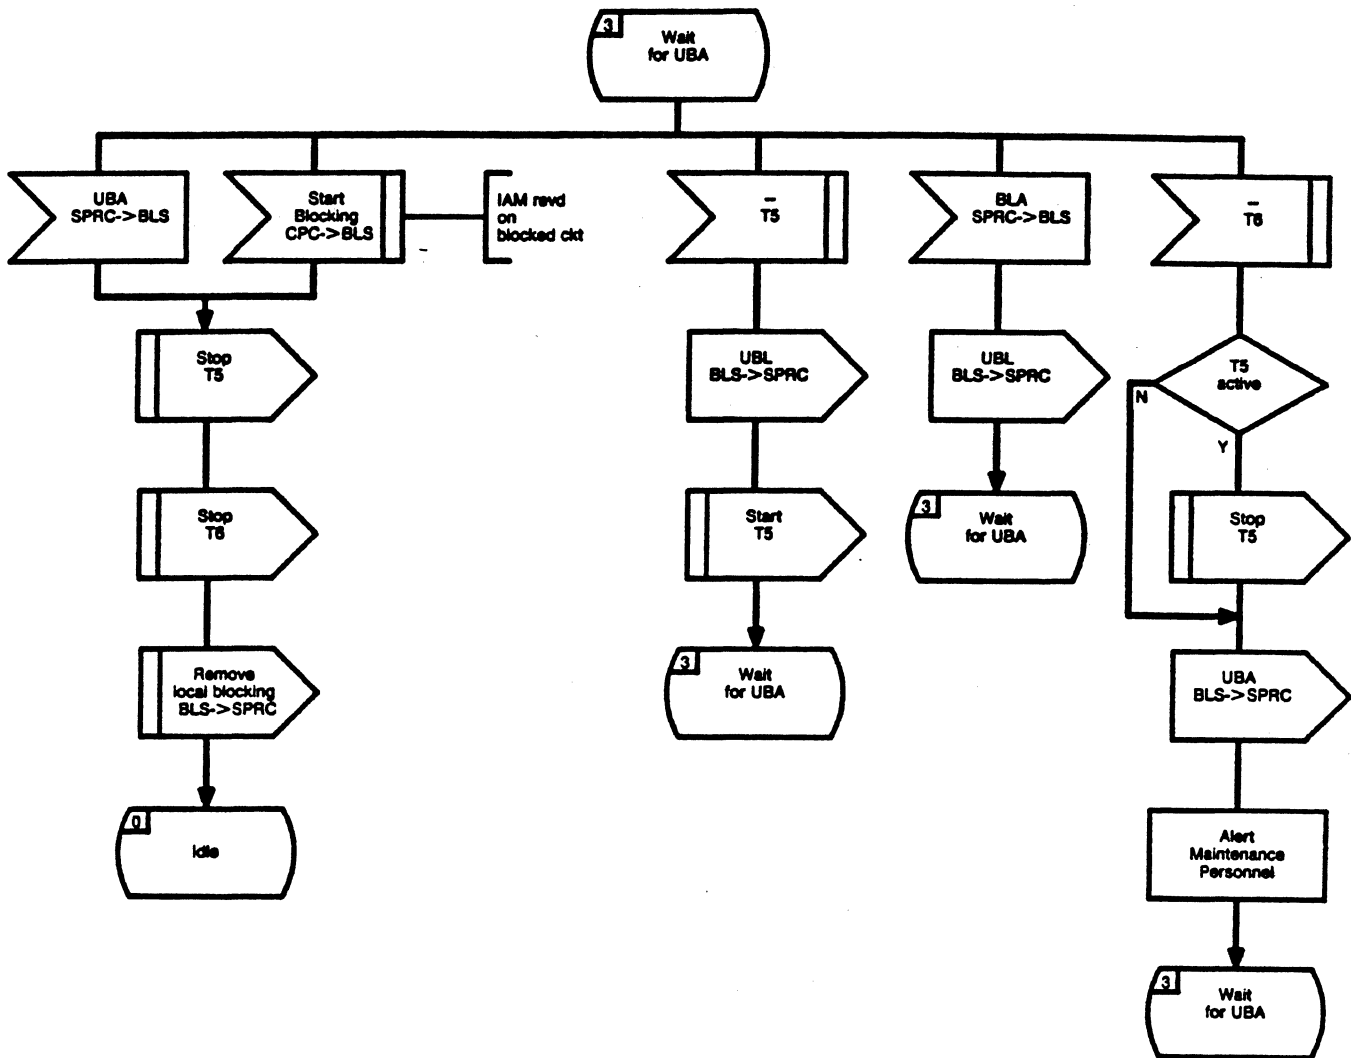 3
Wait
for UBA
UBA
SPRC->BLS
Start
Blocking
CPC->BLS
IAM revd
on
blocked ckt
T5
BLA
SPRC->BLS
T6
Stop
T5
UBL
BLS->SPRC
UBL
BLS->SPRC
T5
active
N
Y
Stop
T6
Start
T5
3
Wait
for UBA
Stop
T5
Remove
local blocking
BLS->SPRC
3
Wait
for UBA
UBA
BLS->SPRC
0
Idle
Alert
Maintenance
Personnel
3
Wait
for UBA